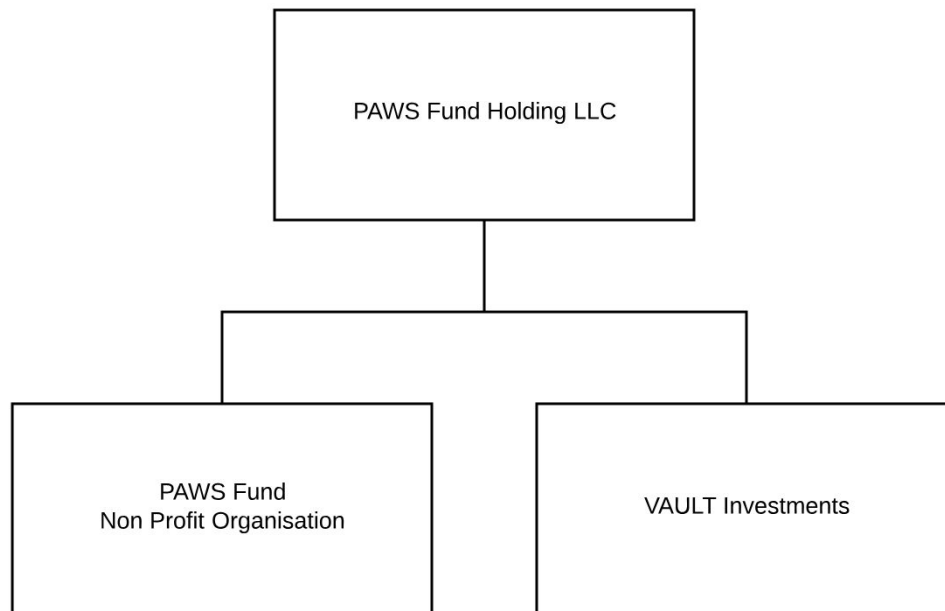 PAWS Fund Holding LLC
PAWS Fund
Non Profit Organisation
VAULT Investments